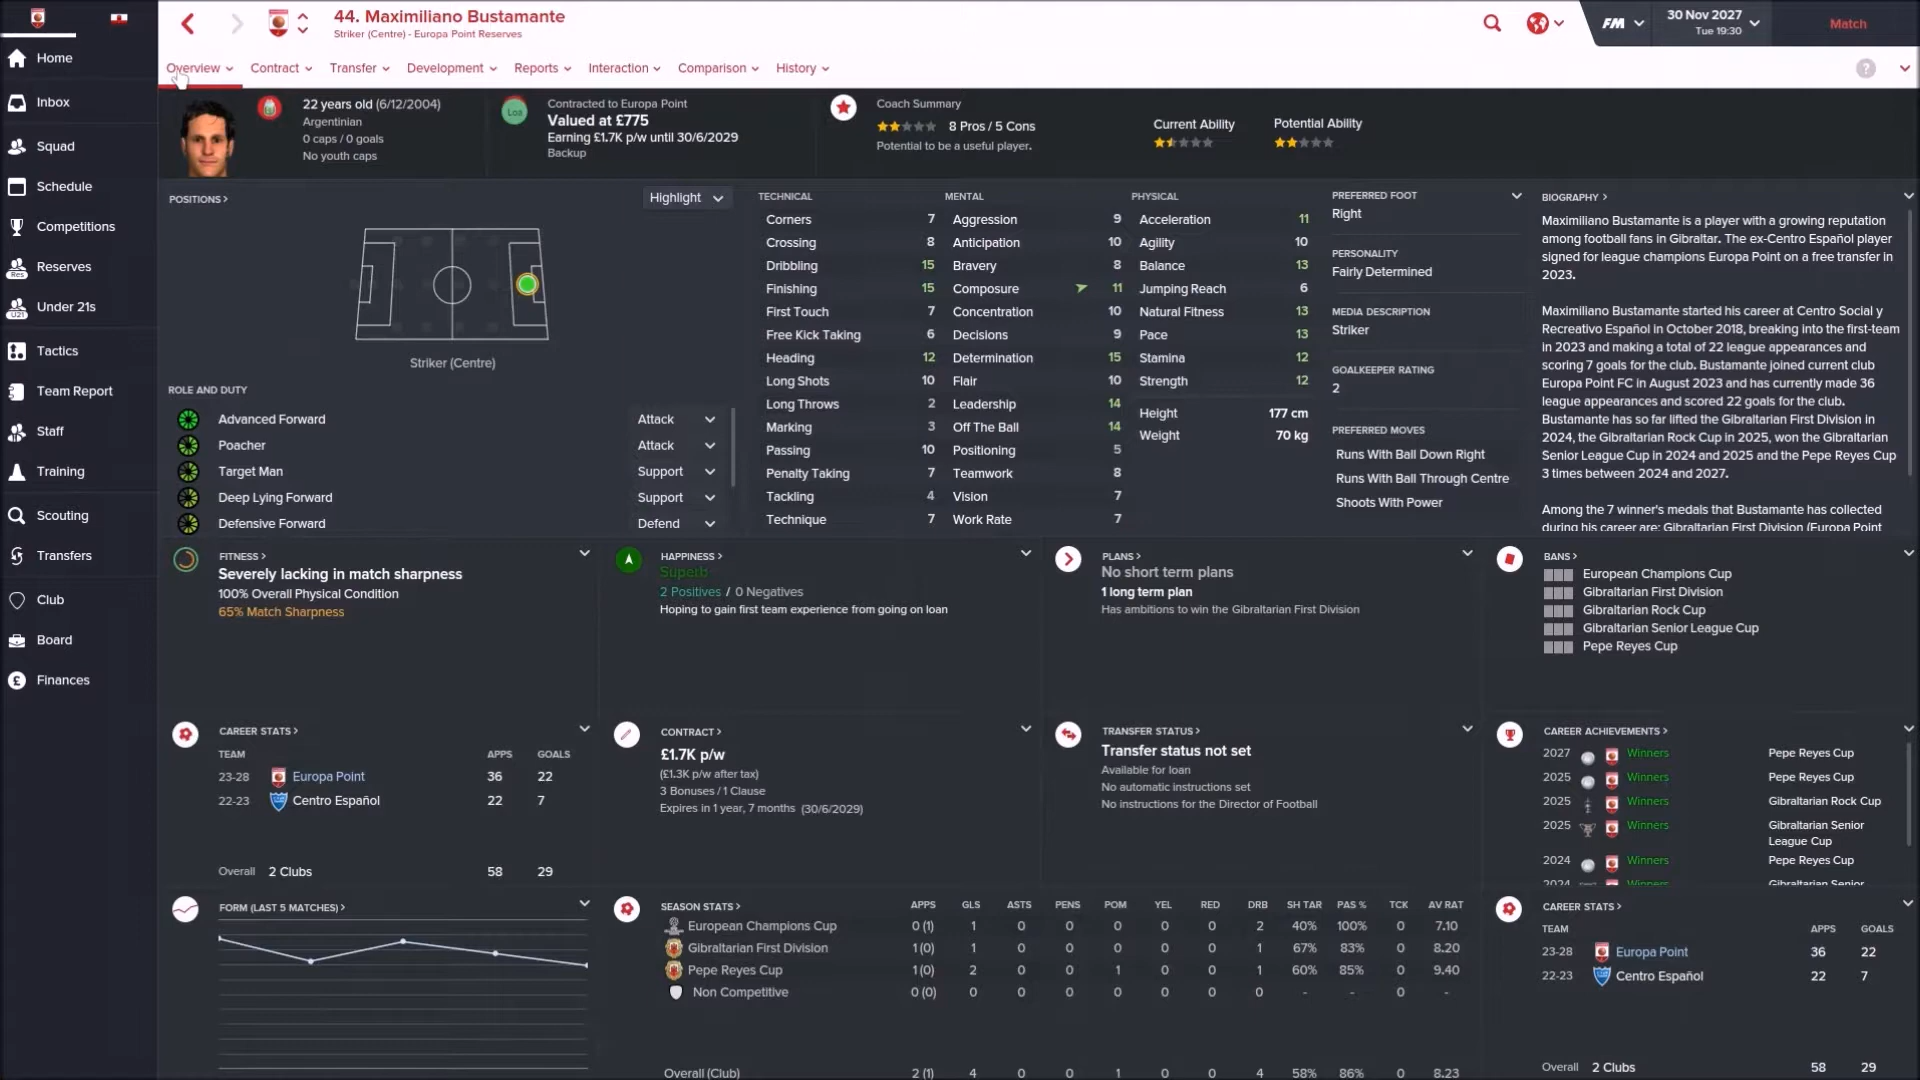 44. Maximiliano Bustamante
Striker (Centre) - Europa Point Reserves
FM
30 Nov 2027
Tue 19:30
Match
Home
Inbox
Squad
Schedule
Competitions
Reserves
Under 21s
Tactics
Team Report
Staff
Training
Scouting
Transfers
Club
Board
Finances
Overview Contract Transfer Development Reports Interaction Comparison History
22 years old (6/12/2004)
Argentinian
0 caps / 0 goals
No youth caps
Loa
Contracted to Europa Point
Valued at £775
Earning £1.7K p/w until 30/6/2029
Backup
Coach Summary
8 Pros / 5 Cons
Potential to be a useful player.
Current Ability
Potential Ability
POSITIONS >
Highlight
Striker (Centre)
ROLE AND DUTY
Advanced Forward Attack
Poacher Attack
Target Man Support
Deep Lying Forward Support
Defensive Forward Defend
TECHNICAL
Corners 7
Crossing 8
Dribbling 15
Finishing 15
First Touch 7
Free Kick Taking 6
Heading 12
Long Shots 10
Long Throws 2
Marking 3
Passing 10
Penalty Taking 7
Tackling 4
Technique 7
MENTAL
Aggression 9
Anticipation 10
Bravery 8
Composure 11
Concentration 10
Decisions 9
Determination 15
Flair 10
Leadership 14
Off The Ball 14
Positioning 5
Teamwork 8
Vision 7
Work Rate 7
PHYSICAL
Acceleration 11
Agility 10
Balance 13
Jumping Reach 6
Natural Fitness 13
Pace 13
Stamina 12
Strength 12
Height 177 cm
Weight 70 kg
PREFERRED FOOT
Right
PERSONALITY
Fairly Determined
MEDIA DESCRIPTION
Striker
GOALKEEPER RATING
2
PREFERRED MOVES
Runs With Ball Down Right
Runs With Ball Through Centre
Shoots With Power
BIOGRAPHY >
Maximiliano Bustamante is a player with a growing reputation
among football fans in Gibraltar. The ex-Centro Español player
signed for league champions Europa Point on a free transfer in
2023.
Maximiliano Bustamante started his career at Centro Social y
Recreativo Español in October 2018, breaking into the first-team
in 2023 and making a total of 22 league appearances and
scoring 7 goals for the club. Bustamante joined current club
Europa Point FC in August 2023 and has currently made 36
league appearances and scored 22 goals for the club.
Bustamante has so far lifted the Gibraltarian First Division in
2024, the Gibraltarian Rock Cup in 2025, won the Gibraltarian
Senior League Cup in 2024 and 2025 and the Pepe Reyes Cup
3 times between 2024 and 2027.
Among the 7 winner's medals that Bustamante has collected
during his career are: Gibraltarian First Division (Europa Point
FITNESS >
Severely lacking in match sharpness
100% Overall Physical Condition
65% Match Sharpness
HAPPINESS >
Superb
2 Positives / 0 Negatives
Hoping to gain first team experience from going on loan
PLANS >
No short term plans
1 long term plan
Has ambitions to win the Gibraltarian First Division
BANS >
European Champions Cup
Gibraltarian First Division
Gibraltarian Rock Cup
Gibraltarian Senior League Cup
Pepe Reyes Cup
CAREER STATS >
TEAM APPS GOALS
23-28 Europa Point 36 22
22-23 Centro Español 22 7
Overall 2 Clubs 58 29
CONTRACT >
£1.7K p/w
(£1.3K p/w after tax)
3 Bonuses / 1 Clause
Expires in 1 year, 7 months (30/6/2029)
TRANSFER STATUS >
Transfer status not set
Available for loan
No automatic instructions set
No instructions for the Director of Football
CAREER ACHIEVEMENTS >
2027 Winners Pepe Reyes Cup
2025 Winners Pepe Reyes Cup
2025 Winners Gibraltarian Rock Cup
2025 Winners Gibraltarian Senior
League Cup
2024 Winners Pepe Reyes Cup
2024 Winners Gibraltarian Senior
FORM (LAST 5 MATCHES) >
SEASON STATS > APPS GLS ASTS PENS POM YEL RED DRB SH TAR PAS % TCK AV RAT
European Champions Cup 0 (1) 1 0 0 0 0 0 2 40% 100% 0 7.10
Gibraltarian First Division 1 (0) 1 0 0 0 0 0 1 67% 83% 0 8.20
Pepe Reyes Cup 1 (0) 2 0 0 1 0 0 1 60% 85% 0 9.40
Non Competitive 0 (0) 0 0 0 0 0 0 0 - - 0 -
Overall (Club) 2 (1) 4 0 0 1 0 0 4 58% 86% 0 8.23
CAREER STATS >
TEAM APPS GOALS
23-28 Europa Point 36 22
22-23 Centro Español 22 7
Overall 2 Clubs 58 29